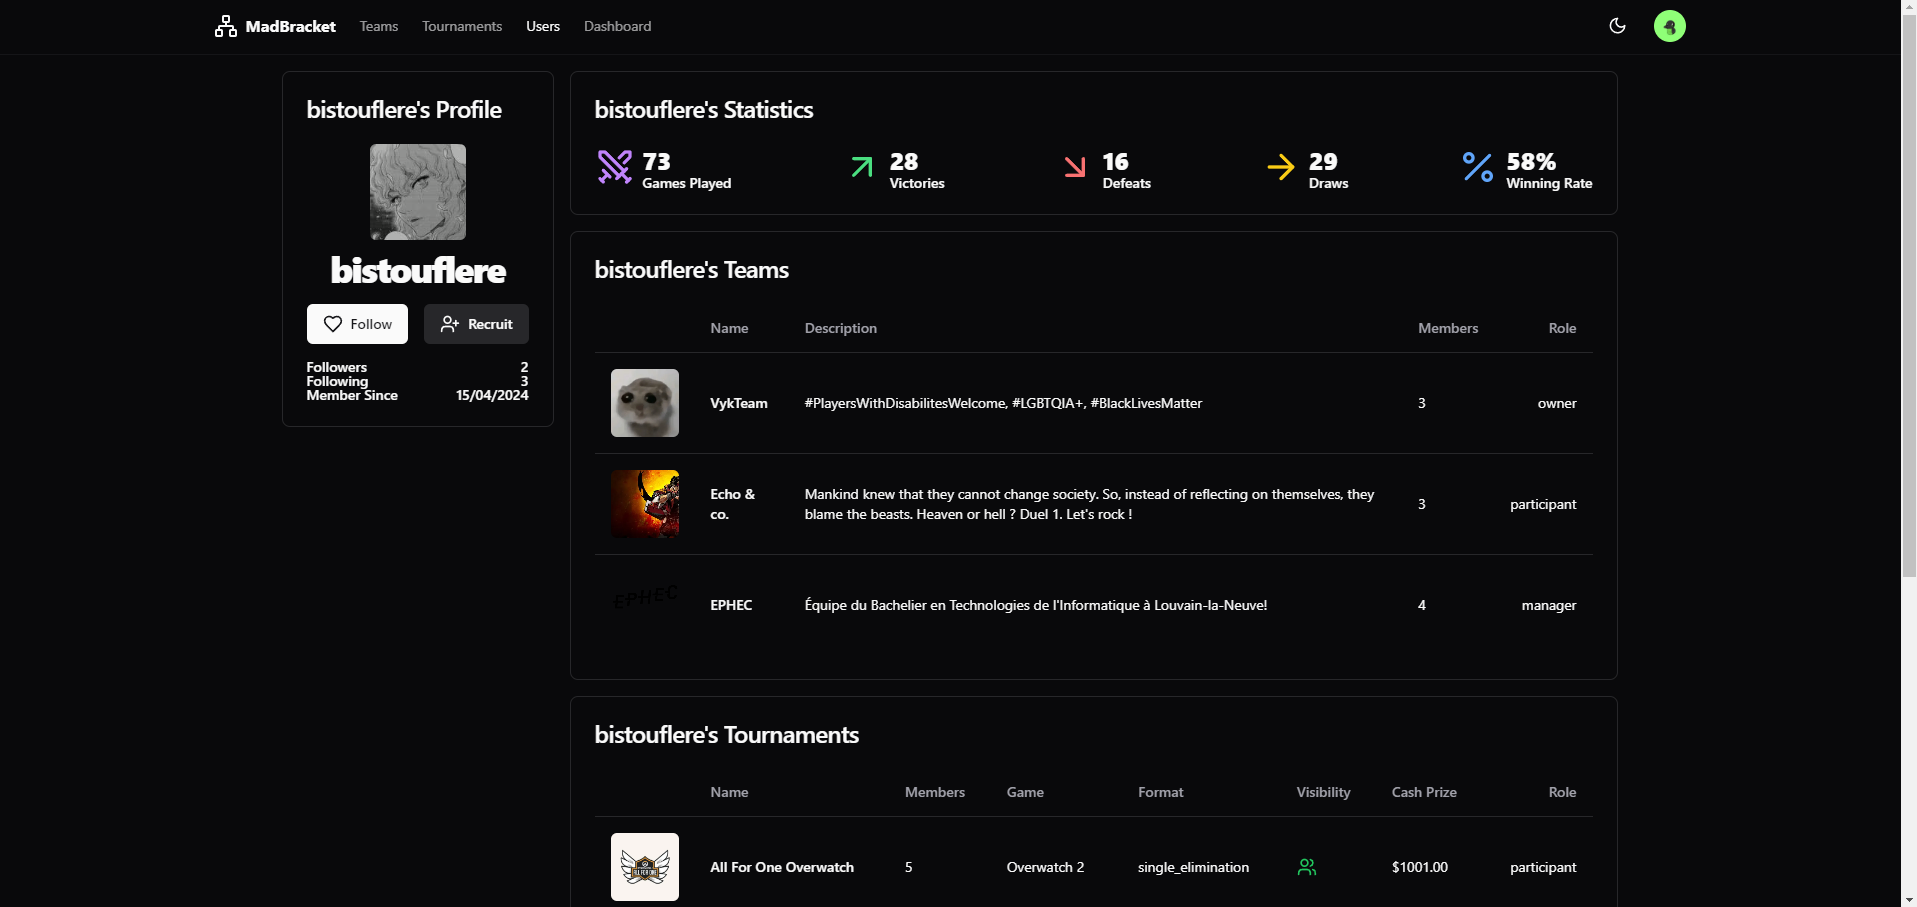 MadBracket Teams Tournaments Users Dashboard
bistouflere's Profile
bistouflere
Follow Recruit
Followers 2
Following 3
Member Since 15/04/2024
bistouflere's Statistics
73 Games Played
28 Victories
16 Defeats
29 Draws
58% Winning Rate
bistouflere's Teams
Name Description Members Role
VykTeam #PlayersWithDisabilitesWelcome, #LGBTQIA+, #BlackLivesMatter 3 owner
Echo & co. Mankind knew that they cannot change society. So, instead of reflecting on themselves, they
blame the beasts. Heaven or hell ? Duel 1. Let's rock ! 3 participant
EPHEC
EPHEC Équipe du Bachelier en Technologies de l'Informatique à Louvain-la-Neuve! 4 manager
bistouflere's Tournaments
Name Members Game Format Visibility Cash Prize Role
ALL FOR ONE
All For One Overwatch 5 Overwatch 2 single_elimination $1001.00 participant